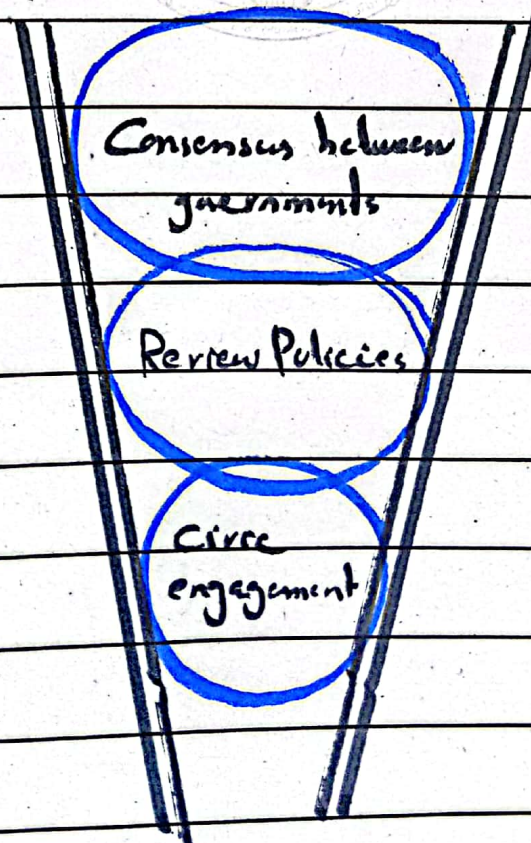 Consensus between
governments
Review Policies
Civic
engagement